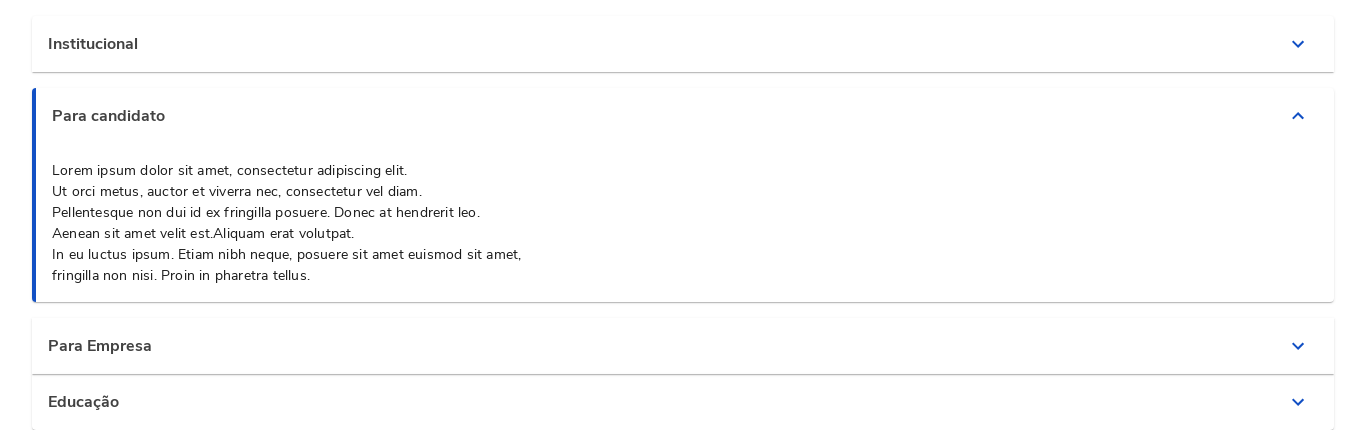 Institucional
Para candidato
Lorem ipsum dolor sit amet, consectetur adipiscing elit.
Ut orci metus, auctor et viverra nec, consectetur vel diam.
Pellentesque non dui id ex fringilla posuere. Donec at hendrerit leo.
Aenean sit amet velit est.Aliquam erat volutpat.
In eu luctus ipsum. Etiam nibh neque, posuere sit amet euismod sit amet,
fringilla non nisi. Proin in pharetra tellus.
Para Empresa
Educação